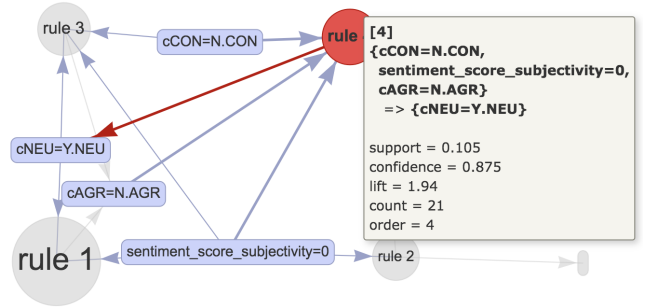 rule 3
cCON=N.CON
rule
[4]
{cCON=N.CON,
sentiment_score_subjectivity=0,
cAGR=N.AGR}
=> {cNEU=Y.NEU}
support = 0.105
confidence = 0.875
lift = 1.94
count = 21
order = 4
cNEU=Y.NEU
cAGR=N.AGR
rule 1
sentiment_score_subjectivity=0
rule 2